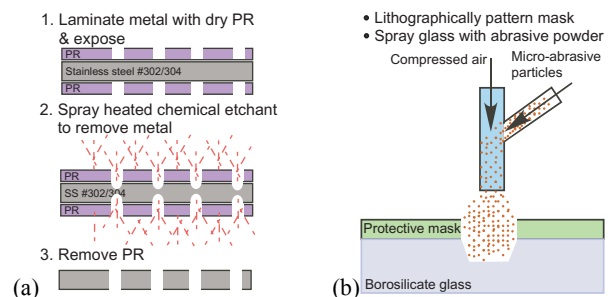 1. Laminate metal with dry PR
& expose
PR
Stainless steel #302/304
PR
2. Spray heated chemical etchant
to remove metal
PR
SS #302/304
PR
3. Remove PR
(a)
• Lithographically pattern mask
• Spray glass with abrasive powder
Compressed air
Micro-abrasive
particles
Protective mask
Borosilicate glass
(b)